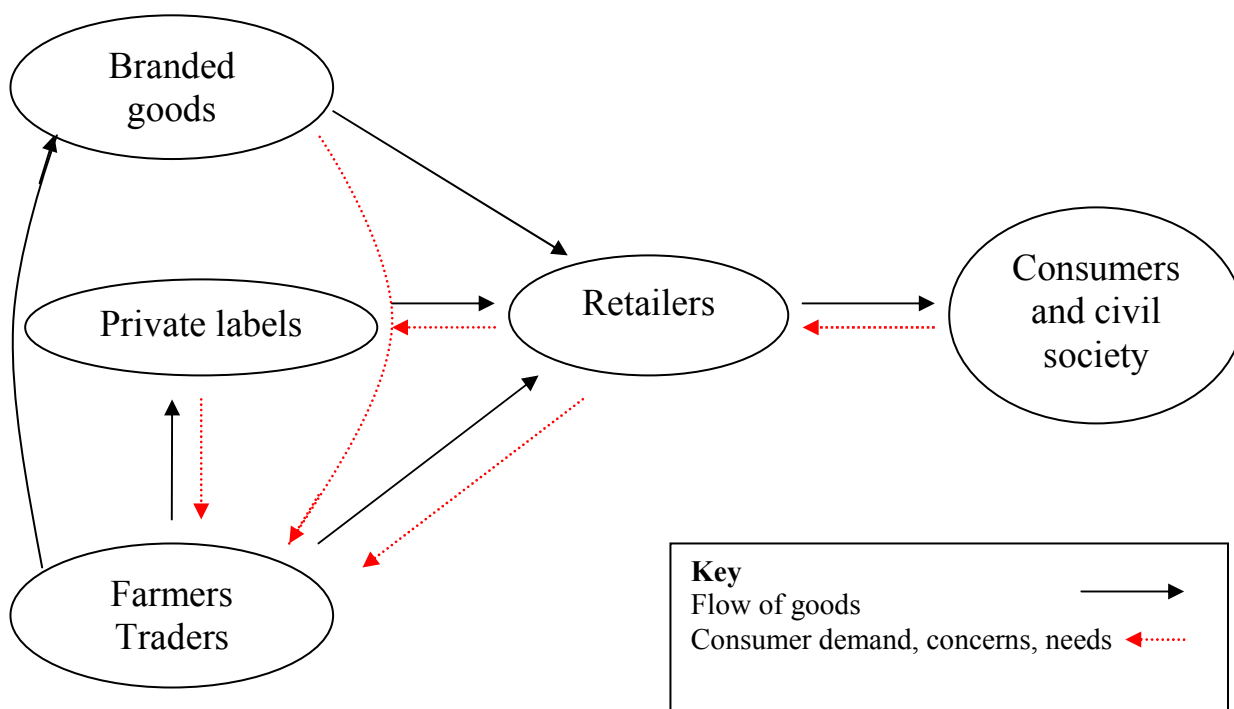 Branded
goods
Private labels
Retailers
Consumers
and civil
society
Farmers
Traders
Key
Flow of goods
Consumer demand, concerns, needs